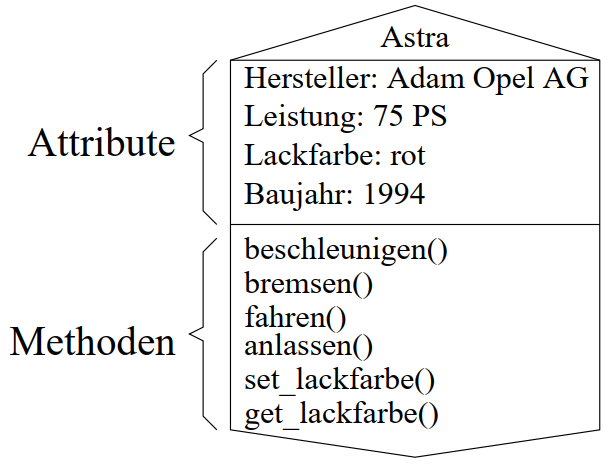 Astra
Attribute
Hersteller: Adam Opel AG
Leistung: 75 PS
Lackfarbe: rot
Baujahr: 1994
Methoden
beschleunigen()
bremsen()
fahren()
anlassen()
set_lackfarbe()
get_lackfarbe()